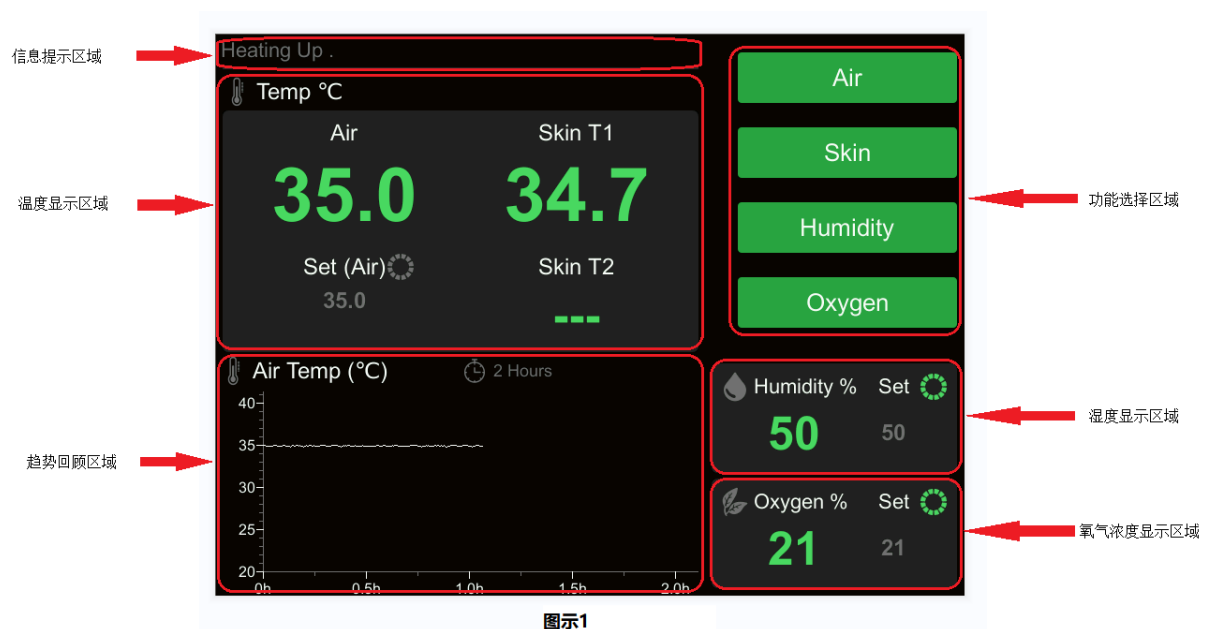 信息提示区域
Heating Up .
Temp ℃
Air
Skin T1
35.0
34.7
Set (Air)
Skin T2
35.0
---
温度显示区域
Air
Skin
Humidity
Oxygen
功能选择区域
Air Temp (℃)
2 Hours
40
35
30
25
20
0h 0.5h 1.0h 1.5h 2.0h
趋势回顾区域
Humidity % Set
50 50
湿度显示区域
Oxygen % Set
21 21
氧气浓度显示区域
图示1